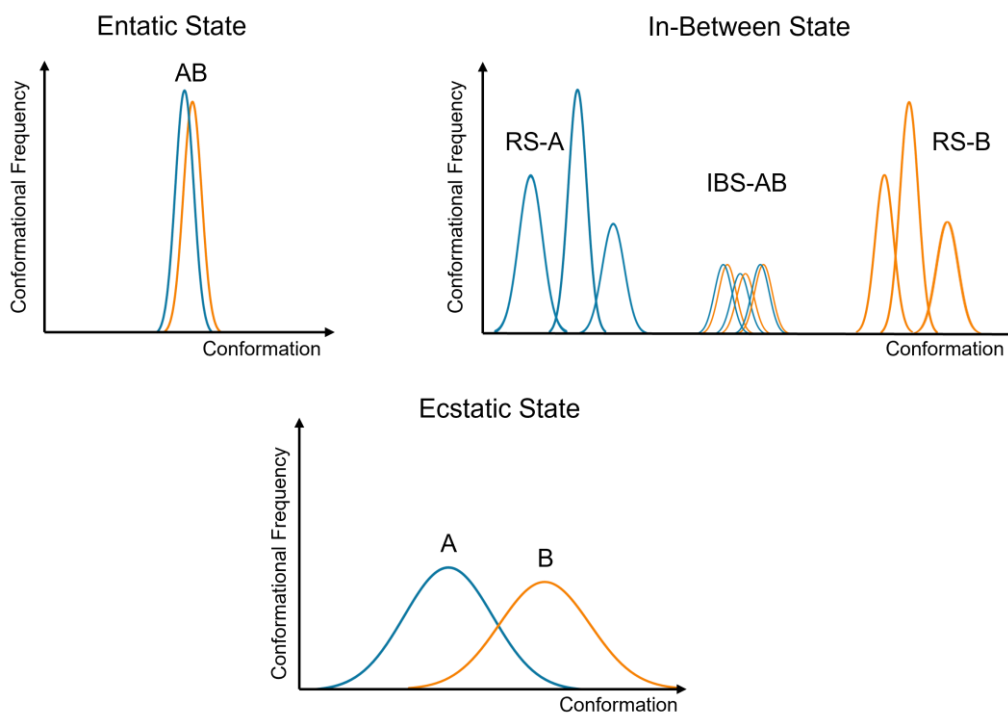 Entatic State
AB
Conformational Frequency
Conformation
In-Between State
RS-A
IBS-AB
RS-B
Conformational Frequency
Conformation
Ecstatic State
A
B
Conformational Frequency
Conformation